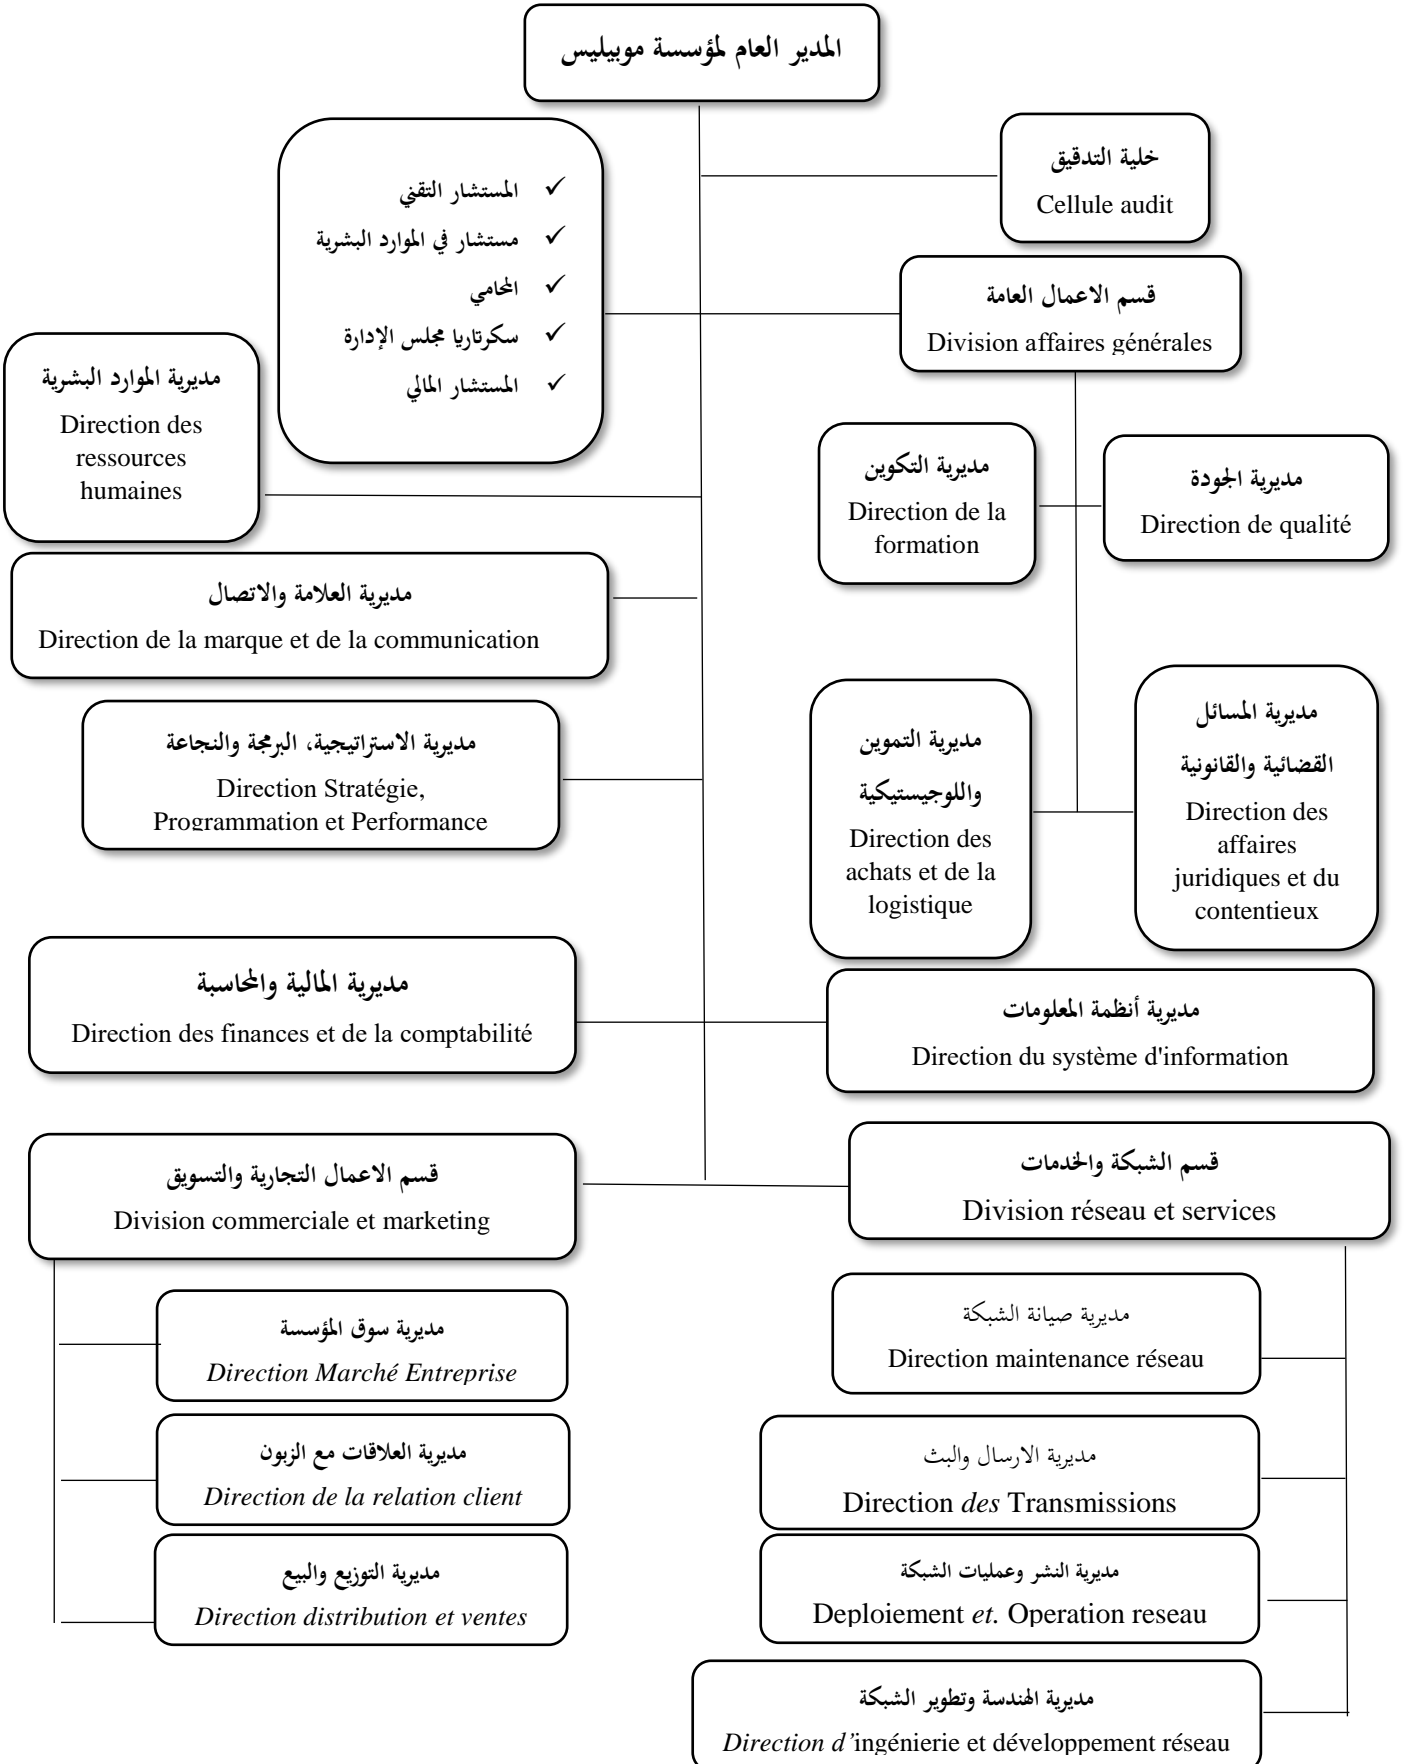 المدير العام لمؤسسة موبيليس
خلية التدقيق
Cellule audit
✓ المستشار التقني
✓ مستشار في الموارد البشرية
✓ المحامي
✓ سكرتاريا مجلس الإدارة
✓ المستشار المالي
قسم الاعمال العامة
Division affaires générales
مديرية الموارد البشرية
Direction des
ressources
humaines
مديرية التكوين
Direction de la
formation
مديرية الجودة
Direction de qualité
مديرية العلامة والاتصال
Direction de la marque et de la communication
مديرية الاستراتيجية، البرمجة والنجاعة
Direction Stratégie,
Programmation et Performance
مديرية التموين
واللوجيستيكية
Direction des
achats et de la
logistique
مديرية المسائل
القضائية والقانونية
Direction des
affaires
juridiques et du
contentieux
مديرية المالية والمحاسبة
Direction des finances et de la comptabilité
مديرية أنظمة المعلومات
Direction du système d'information
قسم الاعمال التجارية والتسويق
Division commerciale et marketing
قسم الشبكة والخدمات
Division réseau et services
مديرية سوق المؤسسة
Direction Marché Entreprise
مديرية العلاقات مع الزبون
Direction de la relation client
مديرية التوزيع والبيع
Direction distribution et ventes
مديرية صيانة الشبكة
Direction maintenance réseau
مديرية الارسال والبث
Direction des Transmissions
مديرية النشر وعمليات الشبكة
Deploiement et. Operation reseau
مديرية الهندسة وتطوير الشبكة
Direction d'ingénierie et développement réseau